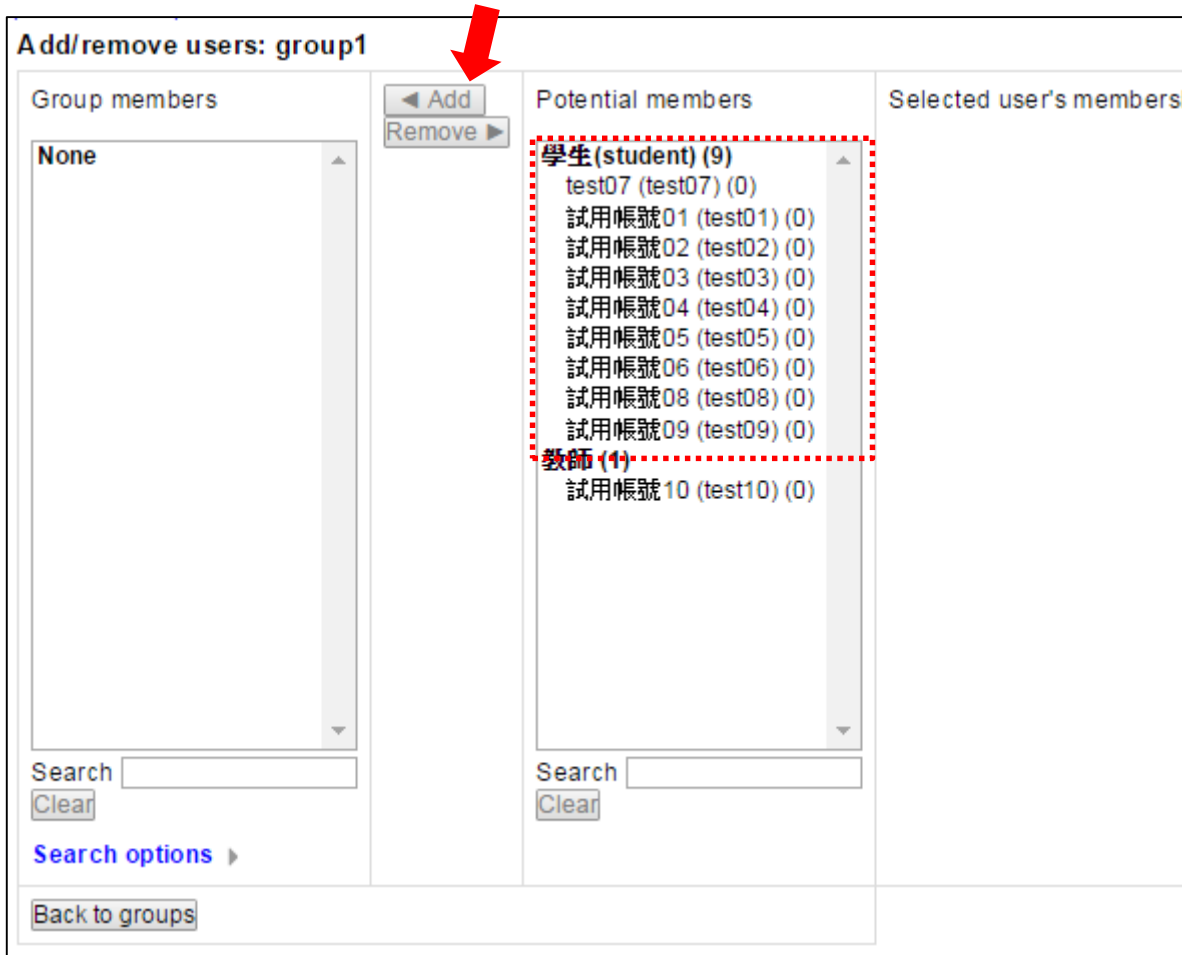 Add/remove users: group1
Group members
None
Search
Clear
Search options
Back to groups
◄ Add
Remove ►
Potential members
學生(student) (9)
test07 (test07) (0)
試用帳號01 (test01) (0)
試用帳號02 (test02) (0)
試用帳號03 (test03) (0)
試用帳號04 (test04) (0)
試用帳號05 (test05) (0)
試用帳號06 (test06) (0)
試用帳號08 (test08) (0)
試用帳號09 (test09) (0)
教師 (1)
試用帳號10 (test10) (0)
Search
Clear
Selected user's members